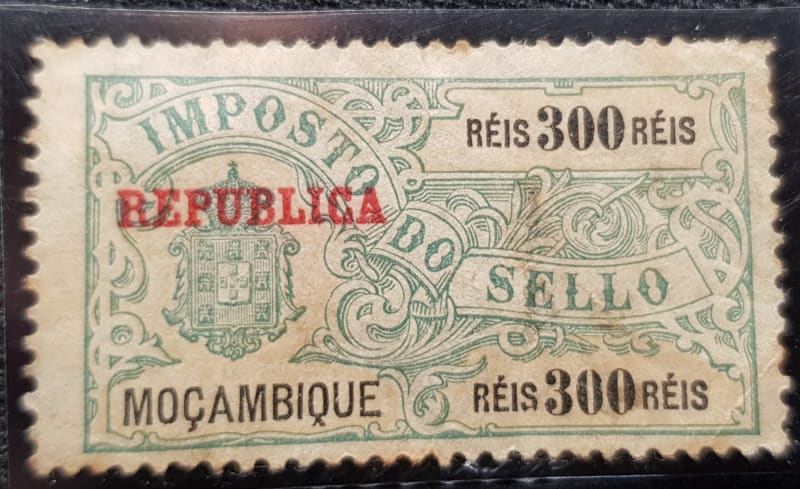 IMPOSTO DO SELLO
RÉIS 300 RÉIS
REPUBLICA
MOÇAMBIQUE
RÉIS 300 RÉIS